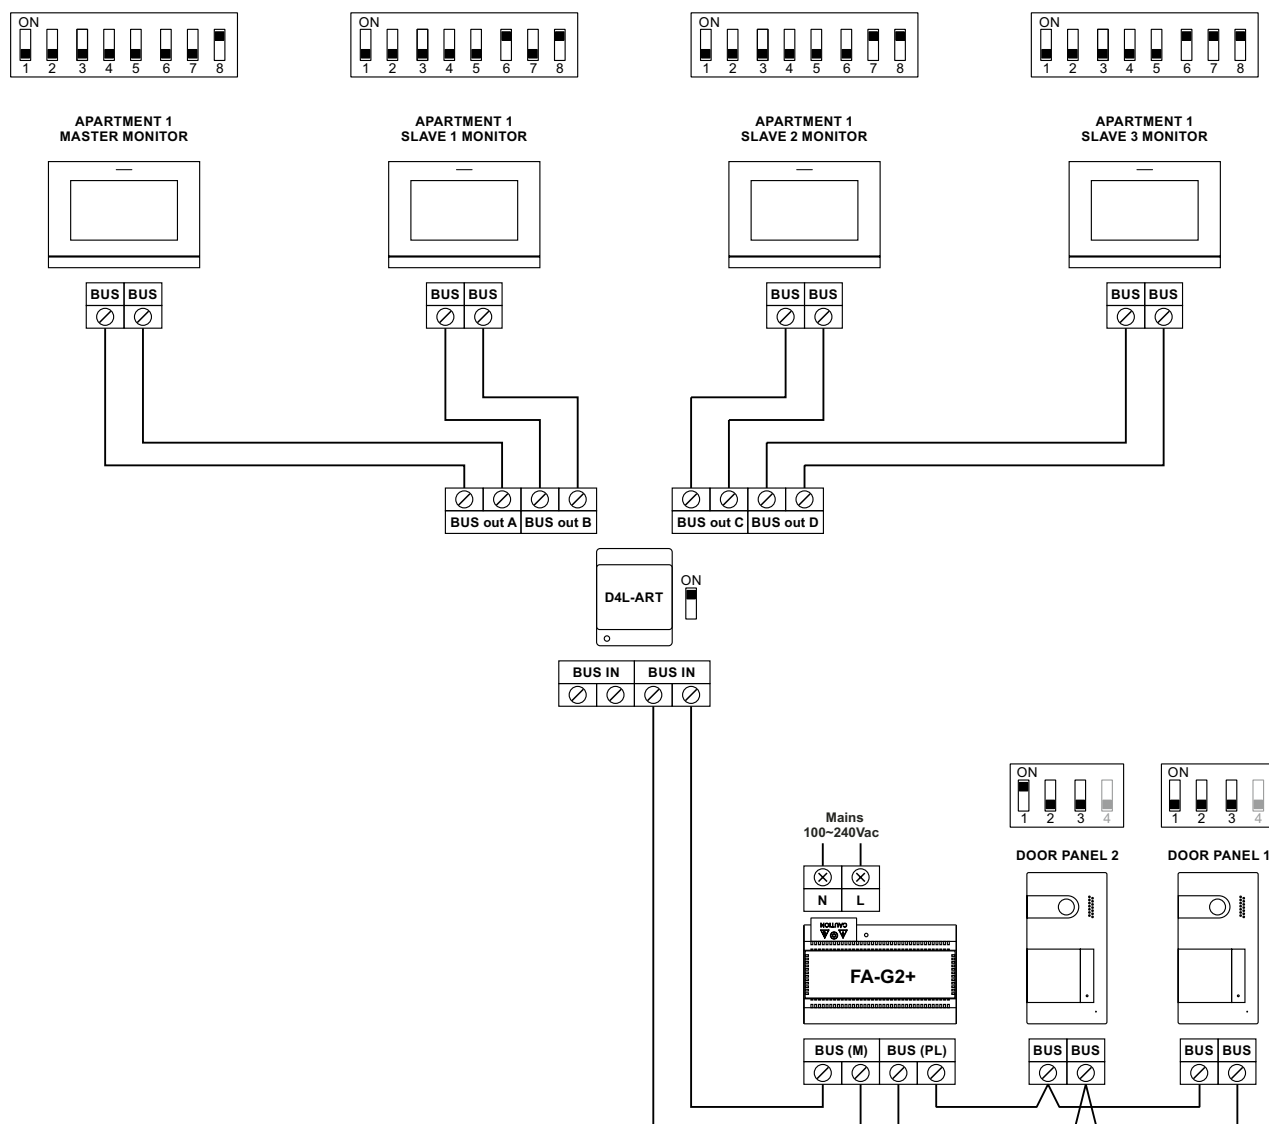 ON
1 2 3 4 5 6 7 8
ON
1 2 3 4 5 6 7 8
ON
1 2 3 4 5 6 7 8
ON
1 2 3 4 5 6 7 8
APARTMENT 1
MASTER MONITOR
APARTMENT 1
SLAVE 1 MONITOR
APARTMENT 1
SLAVE 2 MONITOR
APARTMENT 1
SLAVE 3 MONITOR
BUS BUS
BUS BUS
BUS BUS
BUS BUS
BUS out A BUS out B
BUS out C BUS out D
D4L-ART
ON
BUS IN BUS IN
ON
1 2 3 4
ON
1 2 3 4
Mains
100~240Vac
N L
DOOR PANEL 2
DOOR PANEL 1
CAUTION
FA-G2+
BUS (M) BUS (PL)
BUS BUS
BUS BUS